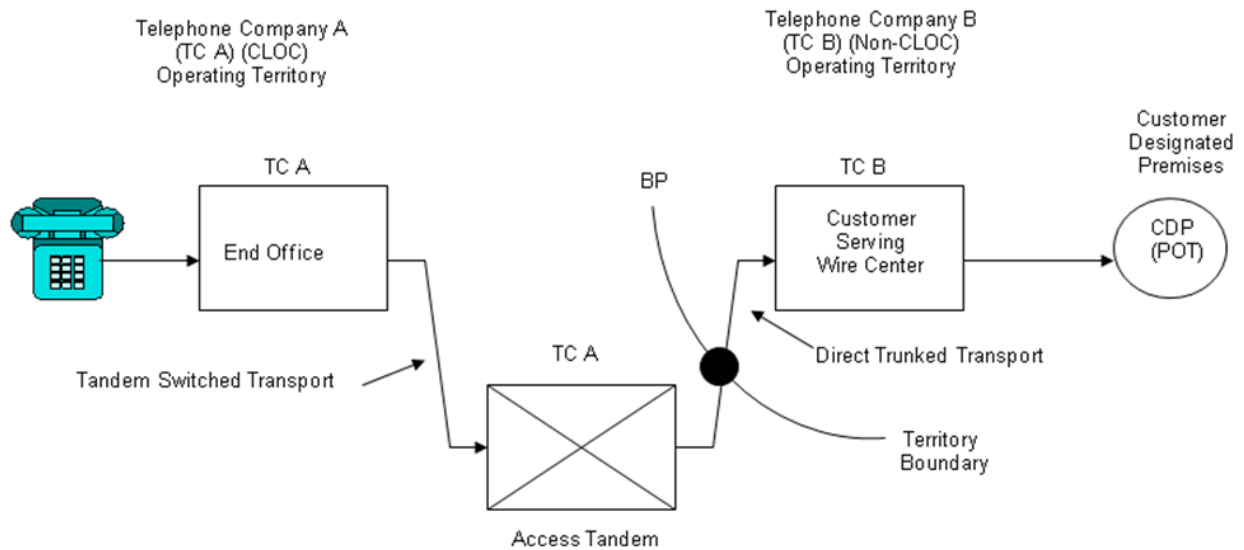 Telephone Company A
(TC A) (CLOC)
Operating Territory
Telephone Company B
(TC B) (Non-CLOC)
Operating Territory
Customer
Designated
Premises
TC A
BP
TC B
End Office
Customer
Serving
Wire Center
CDP
(POT)
TC A
Tandem Switched Transport
Direct Trunked Transport
Territory
Boundary
Access Tandem